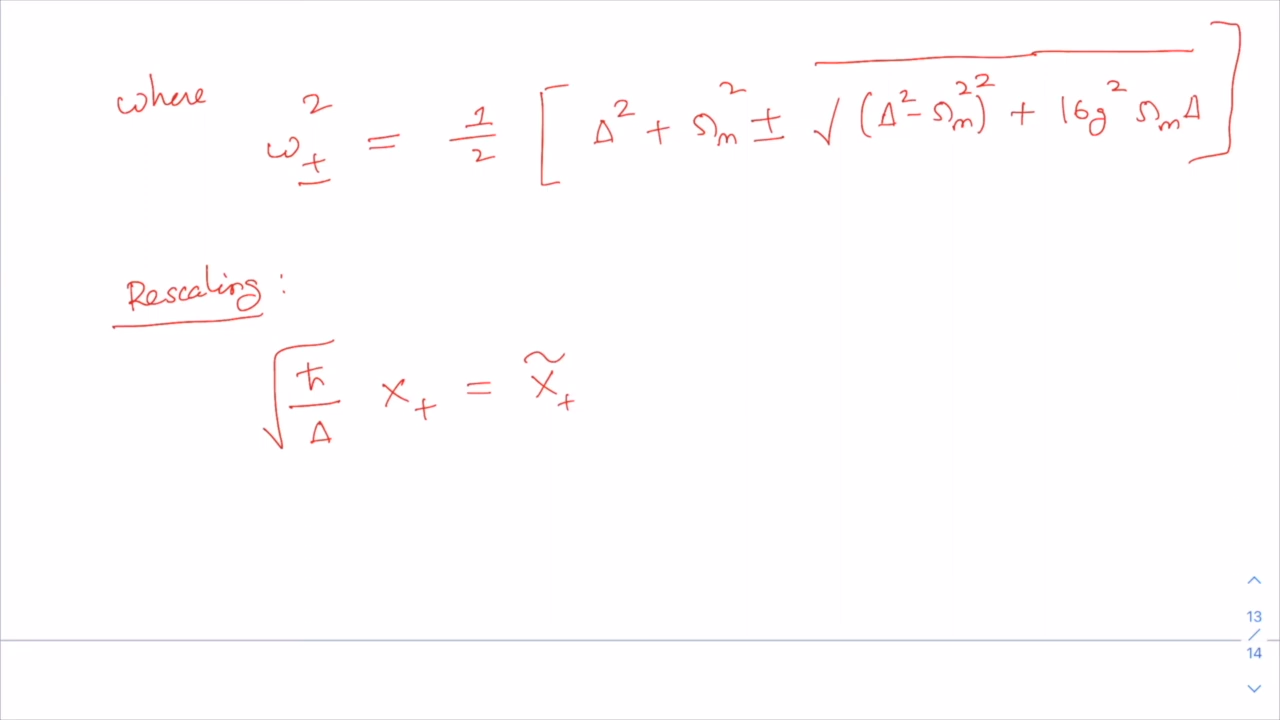 where ω±² = 1/2 [ Δ² + Ωm² ± √( (Δ² - Ωm²)² + 16g² Ωm Δ ) ]
Rescaling :
√(ħ/Δ) X₊ = X̃₊
13
/
14